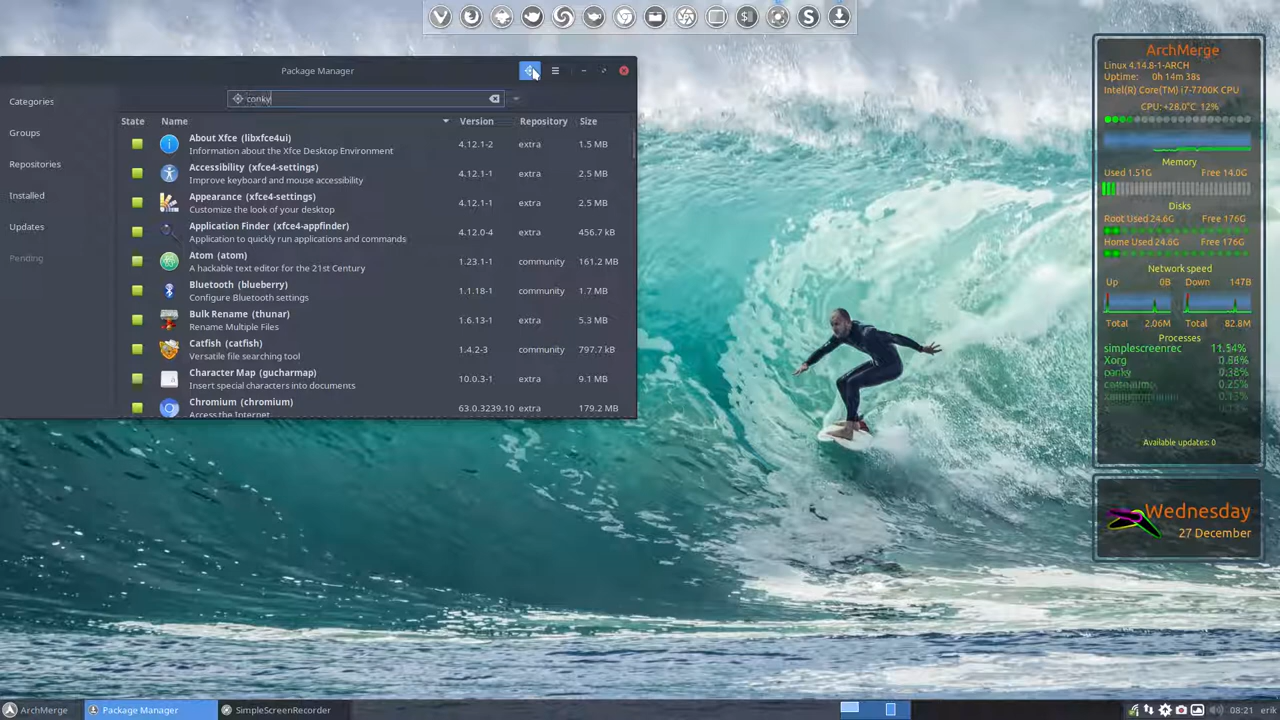 Package Manager
conky
Categories
Groups
Repositories
Installed
Updates
Pending
State Name Version Repository Size
About Xfce (libxfce4ui)
Information about the Xfce Desktop Environment
4.12.1-2 extra 1.5 MB
Accessibility (xfce4-settings)
Improve keyboard and mouse accessibility
4.12.1-1 extra 2.5 MB
Appearance (xfce4-settings)
Customize the look of your desktop
4.12.1-1 extra 2.5 MB
Application Finder (xfce4-appfinder)
Application to quickly run applications and commands
4.12.0-4 extra 456.7 kB
Atom (atom)
A hackable text editor for the 21st Century
1.23.1-1 community 161.2 MB
Bluetooth (blueberry)
Configure Bluetooth settings
1.1.18-1 community 1.7 MB
Bulk Rename (thunar)
Rename Multiple Files
1.6.13-1 extra 5.3 MB
Catfish (catfish)
Versatile file searching tool
1.4.2-3 community 797.7 kB
Character Map (gucharmap)
Insert special characters into documents
10.0.3-1 extra 9.1 MB
Chromium (chromium)
Access the Internet
63.0.3239.10 extra 179.2 MB
ArchMerge
Linux 4.14.8-1-ARCH
Uptime: 0h 14m 38s
Intel(R) Core(TM) i7-7700K CPU
CPU: +28.0°C 12%
Memory
Used 1.51G Free 14.0G
Disks
Root Used 24.6G Free 176G
Home Used 24.6G Free 176G
Network speed
Up 0B Down 147B
Total 2.06M Total 82.8M
Processes
simplescreenrec 11.54%
Xorg 0.88%
conky 0.38%
0.25%
0.13%
Available updates: 0
Wednesday
27 December
ArchMerge Package Manager SimpleScreenRecorder 08:21 erik